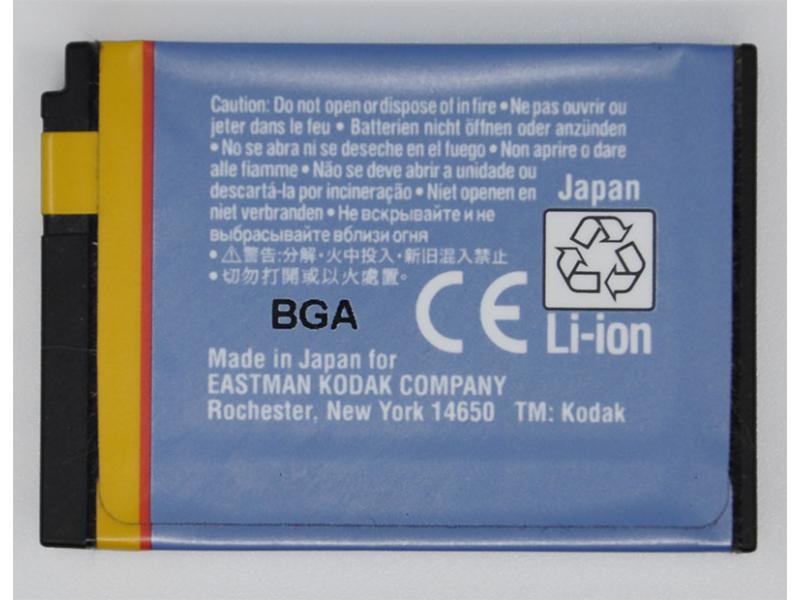 Caution: Do not open or dispose of in fire • Ne pas ouvrir ou
jeter dans le feu • Batterien nicht öffnen oder anzünden
• No se abra ni se deseche en el fuego • Non aprire o dare
alle fiamme • Não se deve abrir a unidade ou
descartá-la por incineração • Niet openen en
niet verbranden • Не вскрывайте и не
выбрасывайте вблизи огня
• ⚠警告:分解・火中投入・新旧混入禁止
• 切勿打開或以火處置。
Japan
BGA
CE
Li-ion
Made in Japan for
EASTMAN KODAK COMPANY
Rochester, New York 14650 TM: Kodak